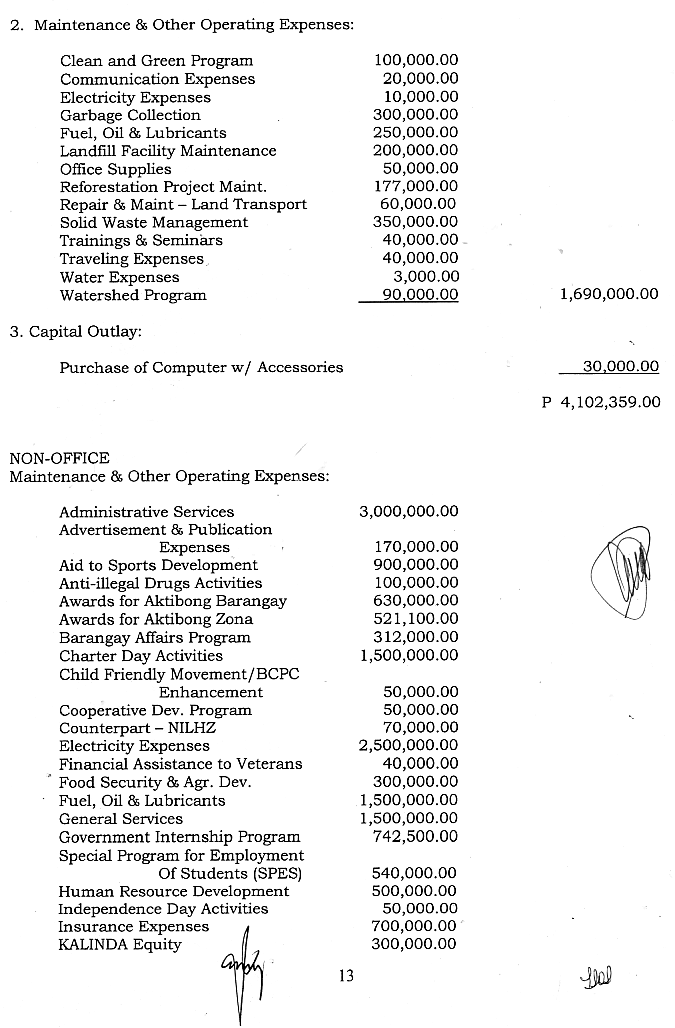 2. Maintenance & Other Operating Expenses:
Clean and Green Program 100,000.00
Communication Expenses 20,000.00
Electricity Expenses 10,000.00
Garbage Collection 300,000.00
Fuel, Oil & Lubricants 250,000.00
Landfill Facility Maintenance 200,000.00
Office Supplies 50,000.00
Reforestation Project Maint. 177,000.00
Repair & Maint – Land Transport 60,000.00
Solid Waste Management 350,000.00
Trainings & Seminars 40,000.00
Traveling Expenses 40,000.00
Water Expenses 3,000.00
Watershed Program 90,000.00 1,690,000.00
3. Capital Outlay:
Purchase of Computer w/ Accessories 30,000.00
P 4,102,359.00
NON-OFFICE
Maintenance & Other Operating Expenses:
Administrative Services 3,000,000.00
Advertisement & Publication
Expenses 170,000.00
Aid to Sports Development 900,000.00
Anti-illegal Drugs Activities 100,000.00
Awards for Aktibong Barangay 630,000.00
Awards for Aktibong Zona 521,100.00
Barangay Affairs Program 312,000.00
Charter Day Activities 1,500,000.00
Child Friendly Movement/BCPC
Enhancement 50,000.00
Cooperative Dev. Program 50,000.00
Counterpart – NILHZ 70,000.00
Electricity Expenses 2,500,000.00
Financial Assistance to Veterans 40,000.00
Food Security & Agr. Dev. 300,000.00
Fuel, Oil & Lubricants 1,500,000.00
General Services 1,500,000.00
Government Internship Program 742,500.00
Special Program for Employment
Of Students (SPES) 540,000.00
Human Resource Development 500,000.00
Independence Day Activities 50,000.00
Insurance Expenses 700,000.00
KALINDA Equity 300,000.00
13